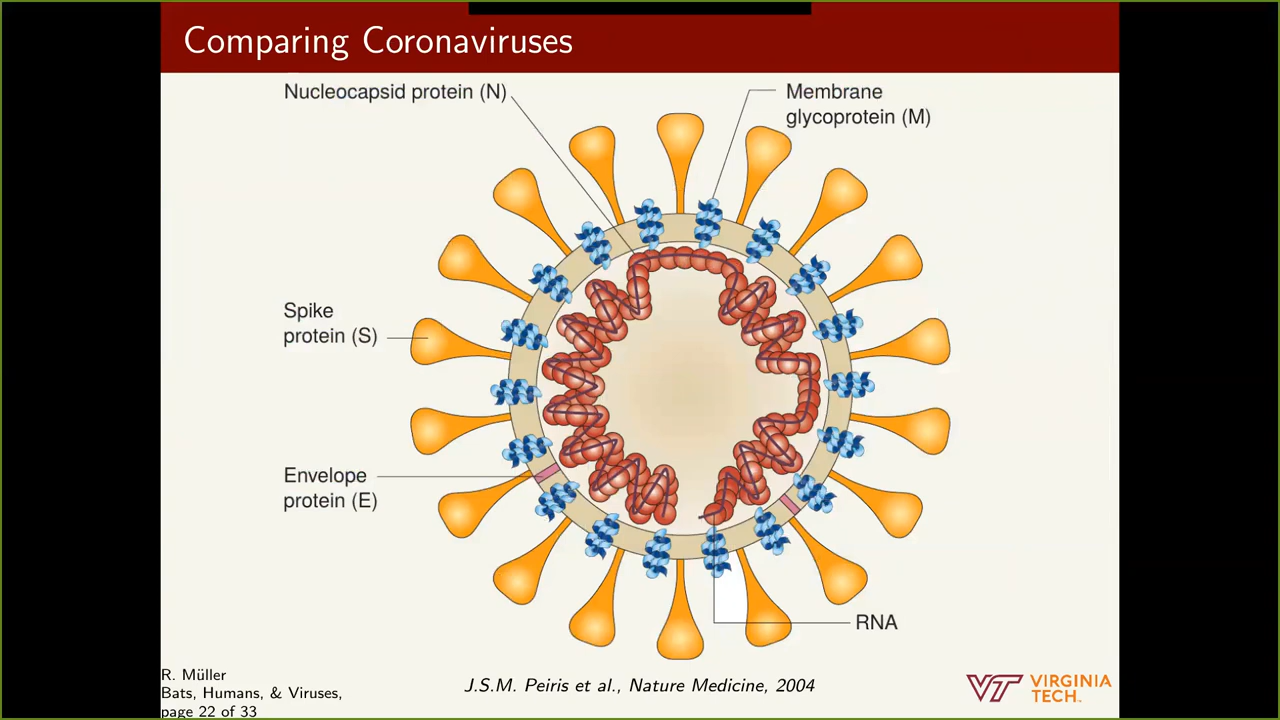 Comparing Coronaviruses
Nucleocapsid protein (N)
Membrane
glycoprotein (M)
Spike
protein (S)
Envelope
protein (E)
RNA
R. Müller
Bats, Humans, & Viruses,
page 22 of 33
J.S.M. Peiris et al., Nature Medicine, 2004
VT VIRGINIA
TECH.